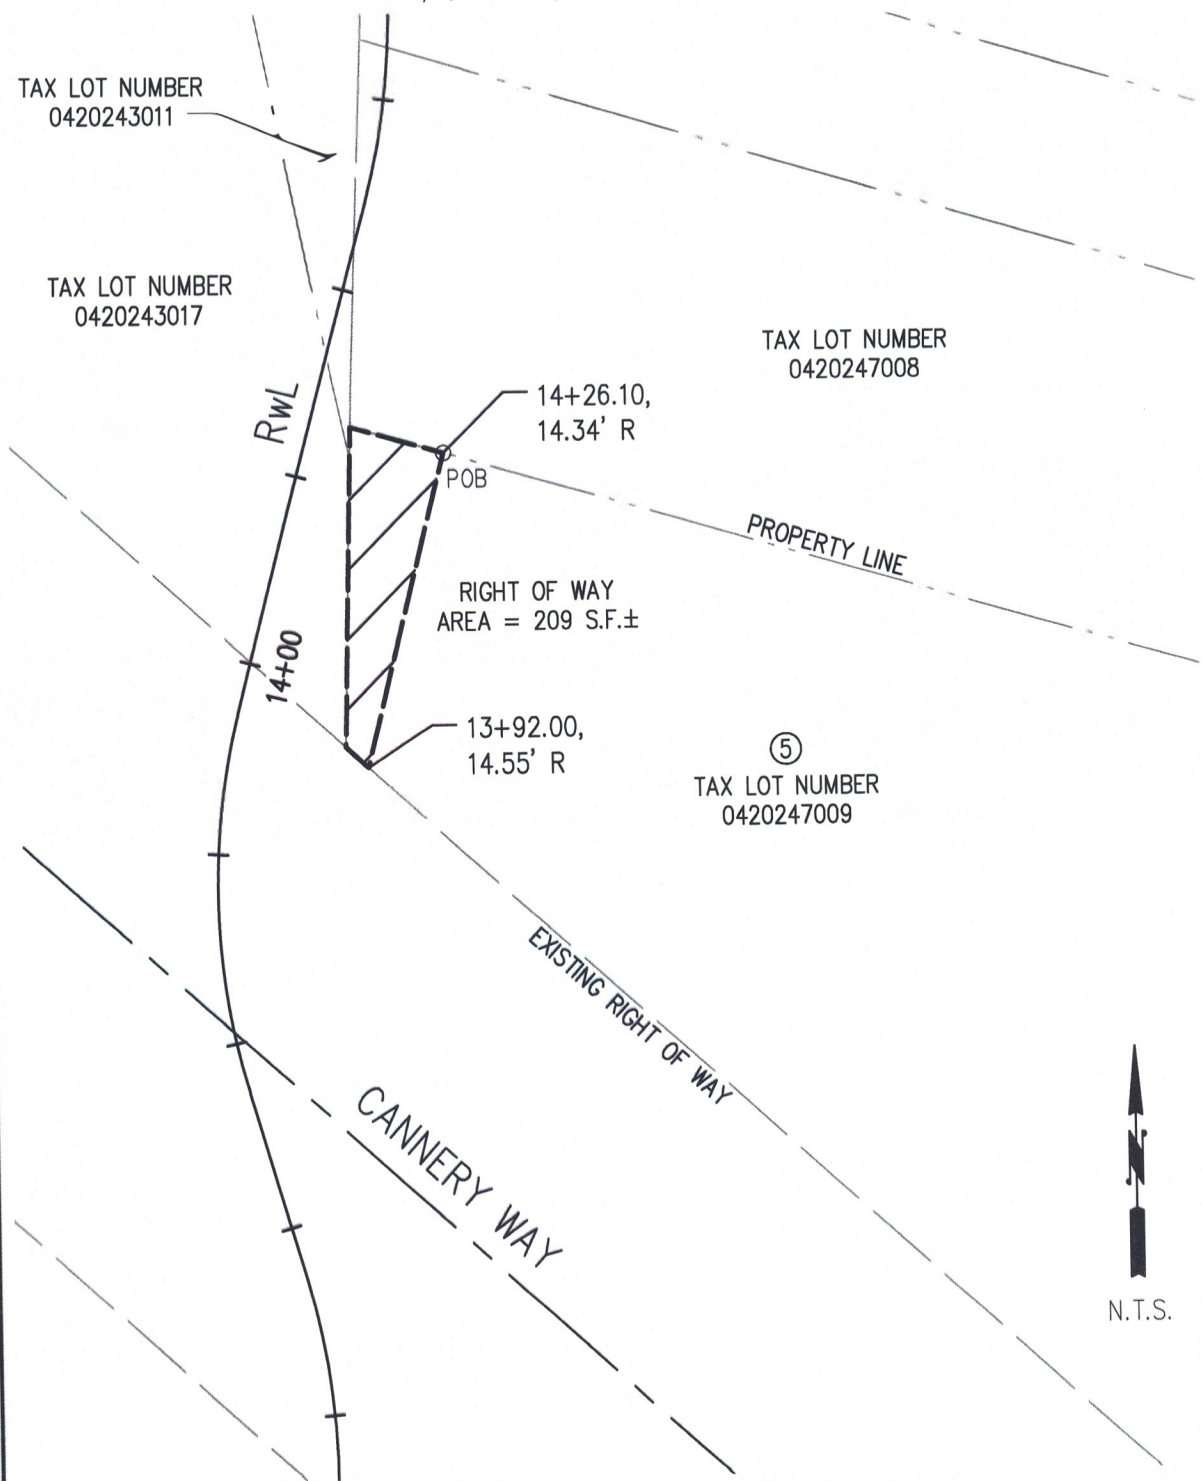 TAX LOT NUMBER
0420243011
TAX LOT NUMBER
0420243017
TAX LOT NUMBER
0420247008
RwL
14+26.10,
14.34' R
POB
PROPERTY LINE
RIGHT OF WAY
AREA = 209 S.F.±
14+00
13+92.00,
14.55' R
5
TAX LOT NUMBER
0420247009
EXISTING RIGHT OF WAY
CANNERY WAY
N
N.T.S.